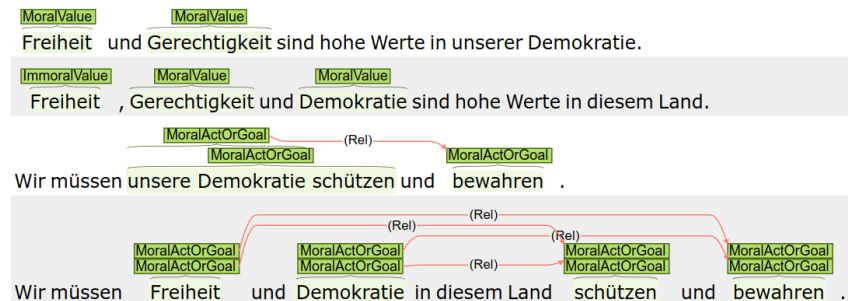 MoralValue MoralValue
Freiheit und Gerechtigkeit sind hohe Werte in unserer Demokratie.
ImmoralValue MoralValue MoralValue
Freiheit , Gerechtigkeit und Demokratie sind hohe Werte in diesem Land.
MoralActOrGoal (Rel)
MoralActOrGoal MoralActOrGoal
Wir müssen unsere Demokratie schützen und bewahren .
(Rel)
(Rel)
(Rel)
MoralActOrGoal MoralActOrGoal MoralActOrGoal MoralActOrGoal
MoralActOrGoal MoralActOrGoal (Rel) MoralActOrGoal MoralActOrGoal
Wir müssen Freiheit und Demokratie in diesem Land schützen und bewahren .